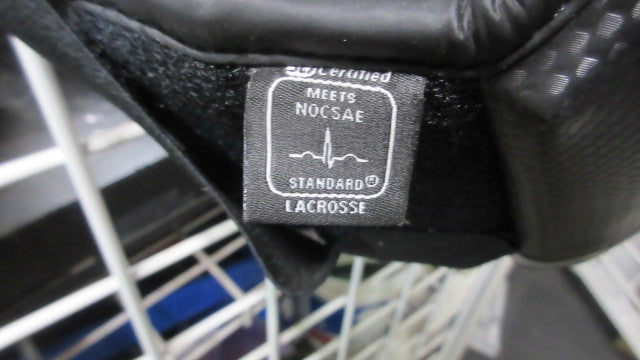 Certified
MEETS
NOCSAE
STANDARD
LACROSSE